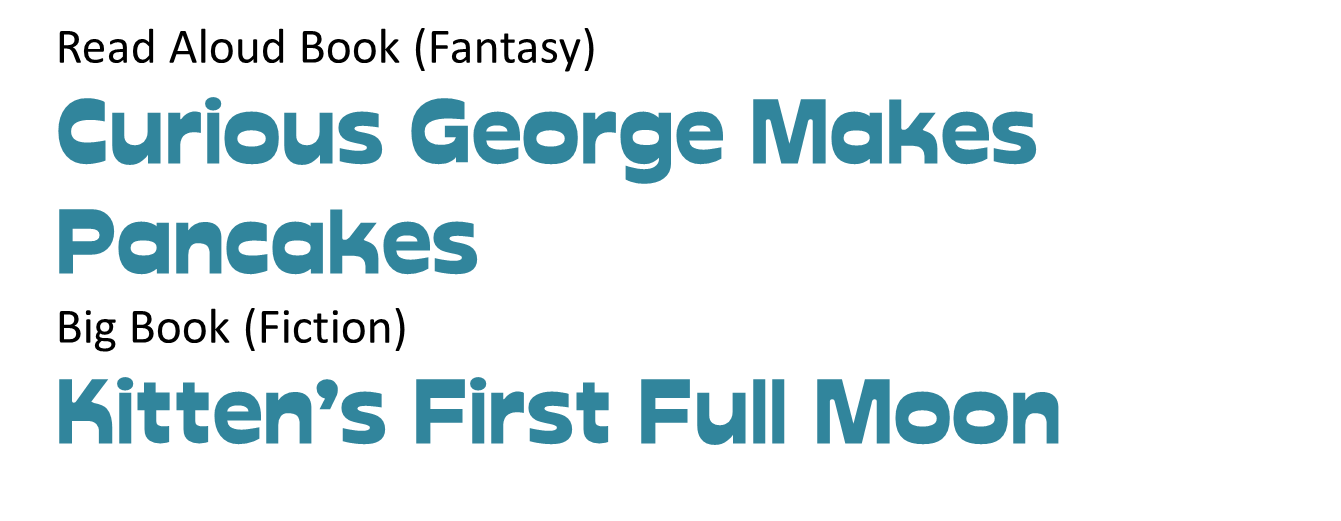 Read Aloud Book (Fantasy)
Curious George Makes
Pancakes
Big Book (Fiction)
Kitten’s First Full Moon